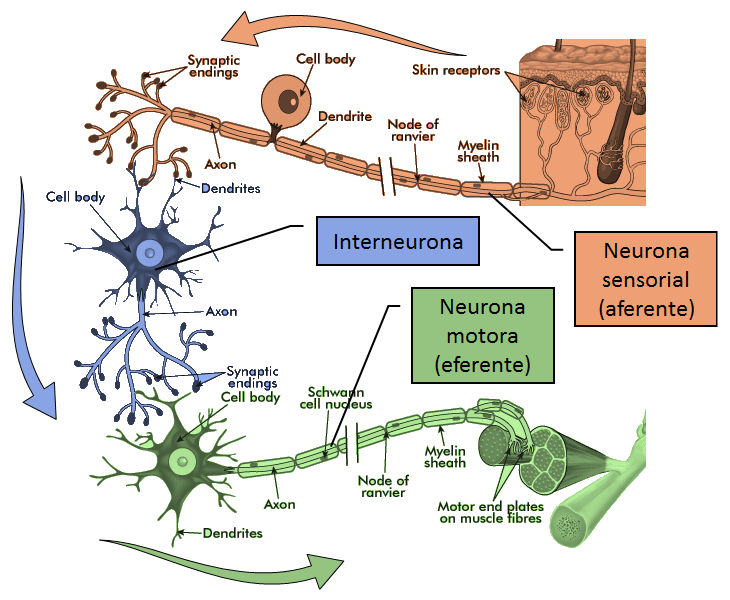 Synaptic
endings
Cell body
Skin receptors
Dendrite
Node of
ranvier
Myelin
sheath
Axon
Dendrites
Cell body
Interneurona
Neurona
sensorial
(aferente)
Axon
Neurona
motora
(eferente)
Synaptic
endings
Cell body
Schwann
cell nucleus
Myelin
sheath
Node of
ranvier
Axon
Motor end plates
on muscle fibres
Dendrites